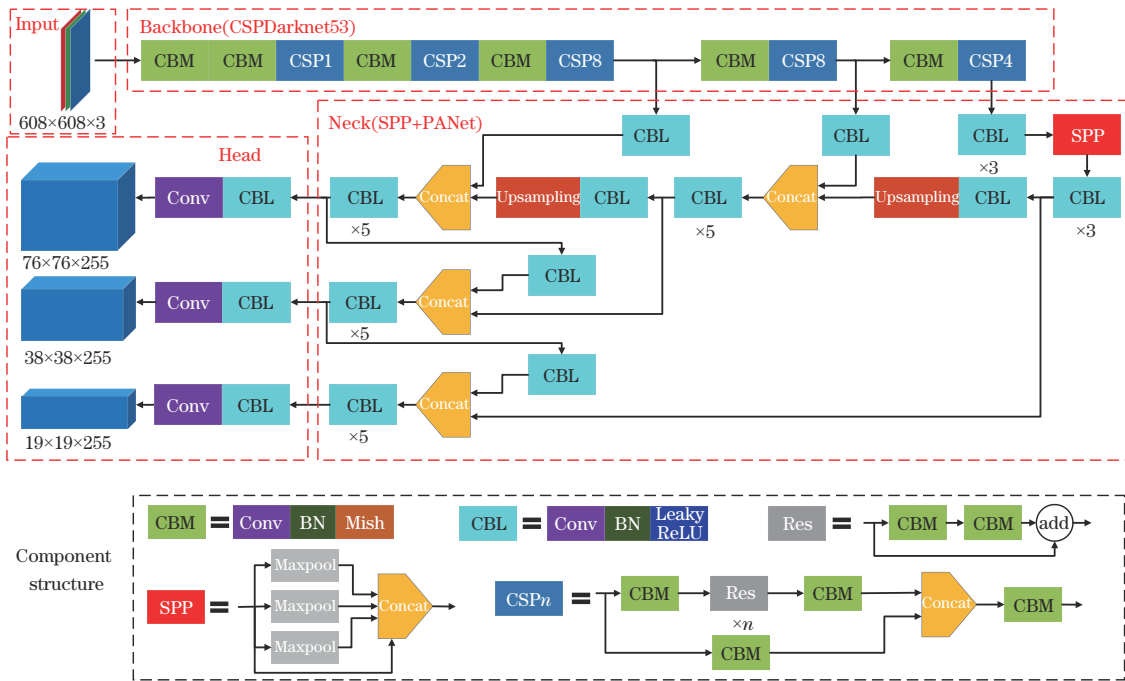 Input
Backbone(CSPDarknet53)
CBM CBM CSP1 CBM CSP2 CBM CSP8 CBM CSP8 CBM CSP4
608×608×3
Neck(SPP+PANet)
CBL CBL CBL ×3 SPP
Head
Conv CBL CBL ×5 Concat Upsampling CBL CBL ×5 Concat Upsampling CBL CBL ×3
76×76×255
CBL
Conv CBL CBL ×5 Concat
38×38×255
CBL
Conv CBL CBL ×5 Concat
19×19×255
Component
structure
CBM = Conv BN Mish
CBL = Conv BN Leaky
ReLU
Res = CBM CBM add
SPP = Maxpool Maxpool Maxpool Concat
CSPn = CBM Res ×n CBM CBM Concat CBM